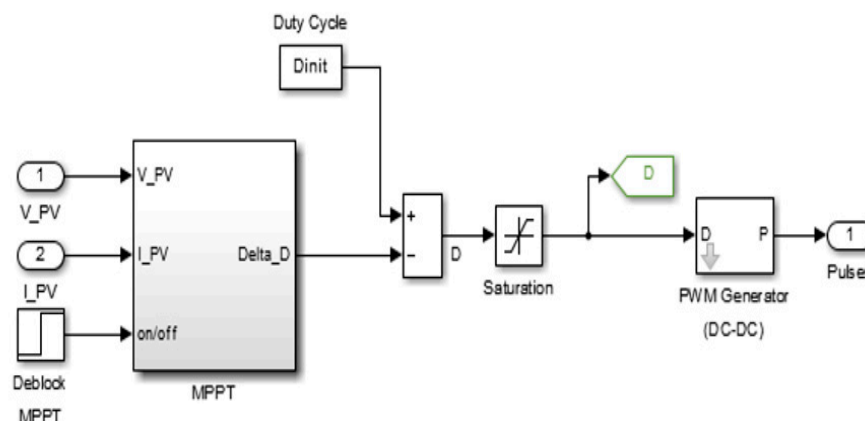 Duty Cycle
Dinit
1
V_PV
V_PV
2
I_PV
I_PV
Delta_D
on/off
Deblock
MPPT
MPPT
+
−
D
Saturation
D
D
P
PWM Generator
(DC-DC)
1
Pulse